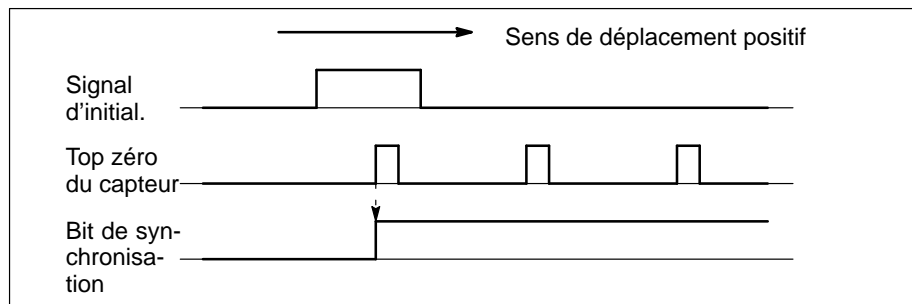 Sens de déplacement positif
Signal
d'initial.
Top zéro
du capteur
Bit de syn-
chronisa-
tion